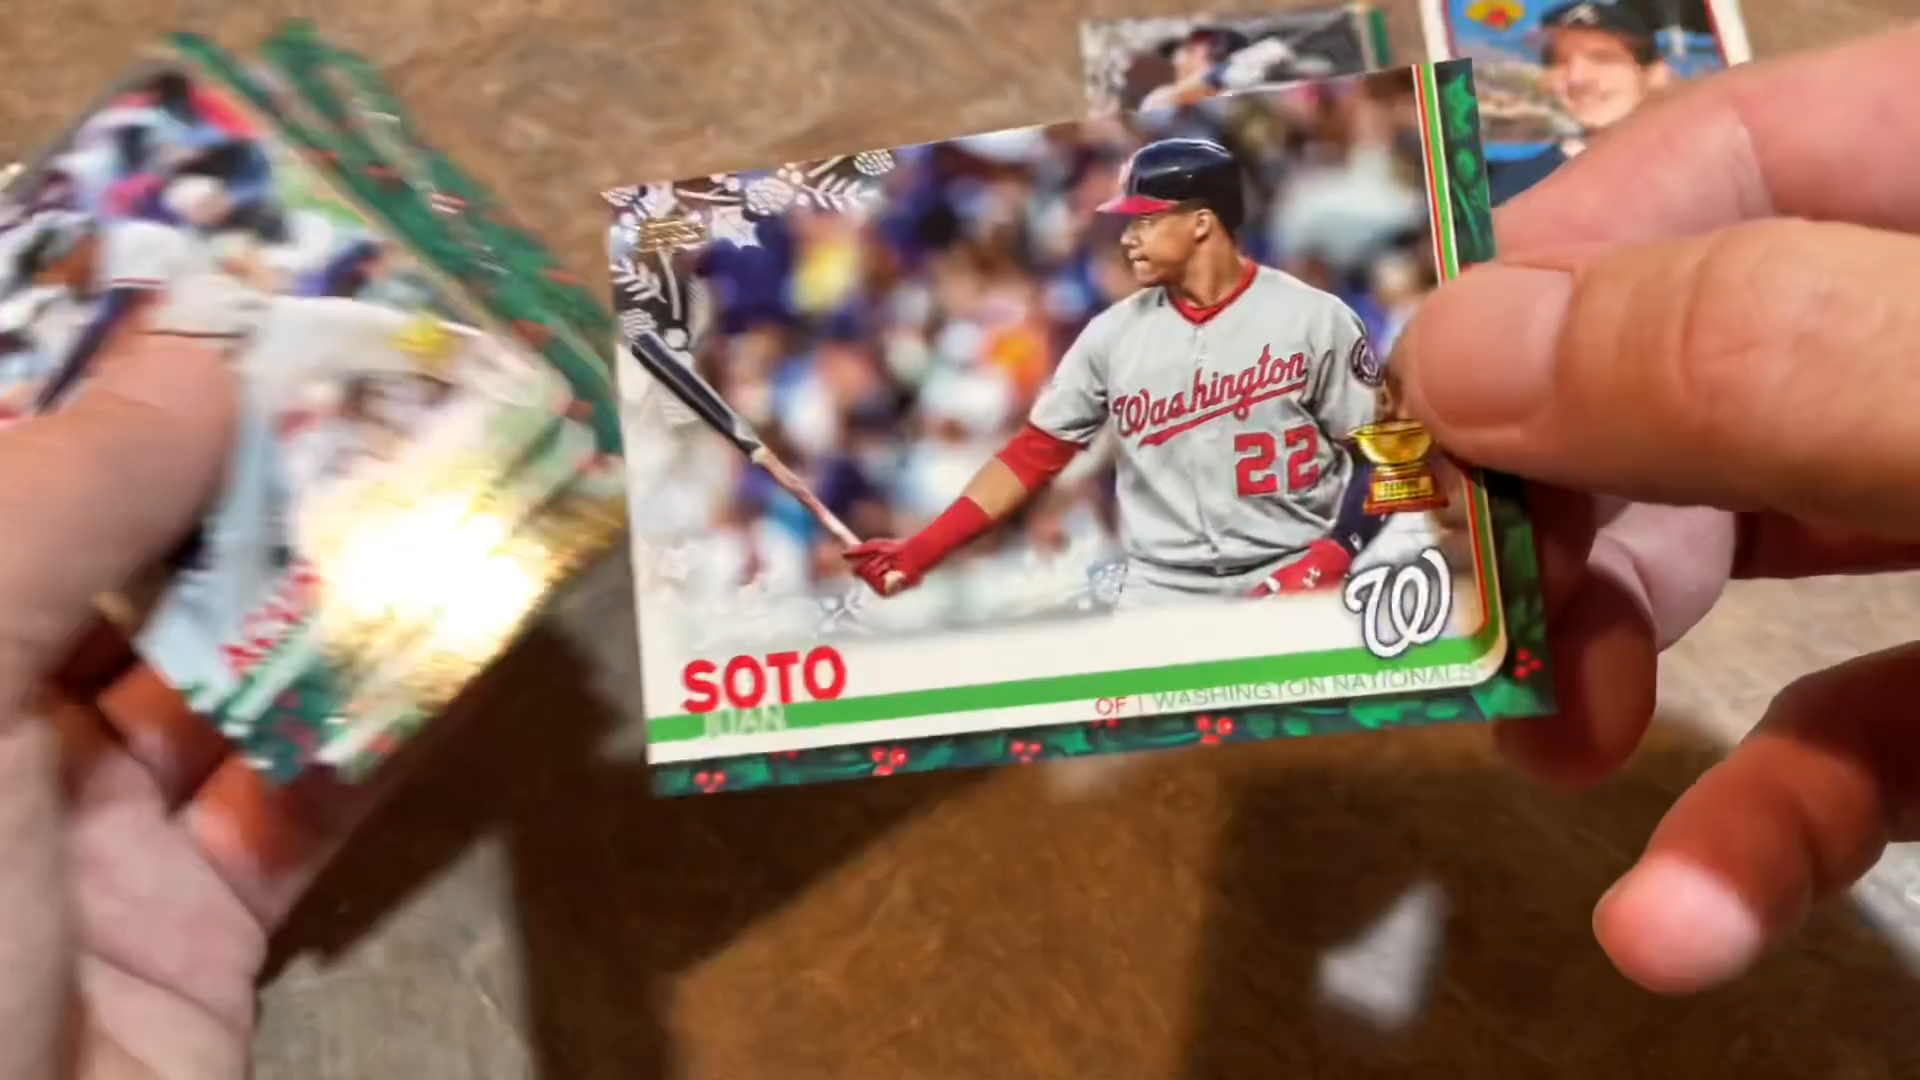 Washington
22
W
SOTO
JUAN
OF | WASHINGTON NATIONALS